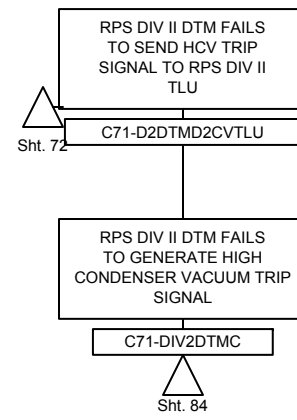 RPS DIV II DTM FAILS
TO SEND HCV TRIP
SIGNAL TO RPS DIV II
TLU
C71-D2DTMD2CVTLU
Sht. 72
RPS DIV II DTM FAILS
TO GENERATE HIGH
CONDENSER VACUUM TRIP
SIGNAL
C71-DIV2DTMC
Sht. 84